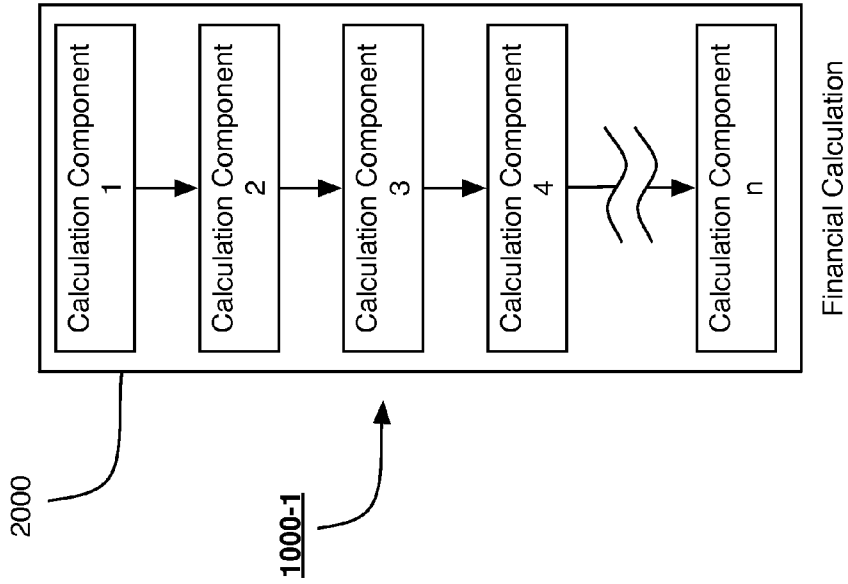 2000
1000-1
Calculation Component
1
Calculation Component
2
Calculation Component
3
Calculation Component
4
Calculation Component
n
Financial Calculation